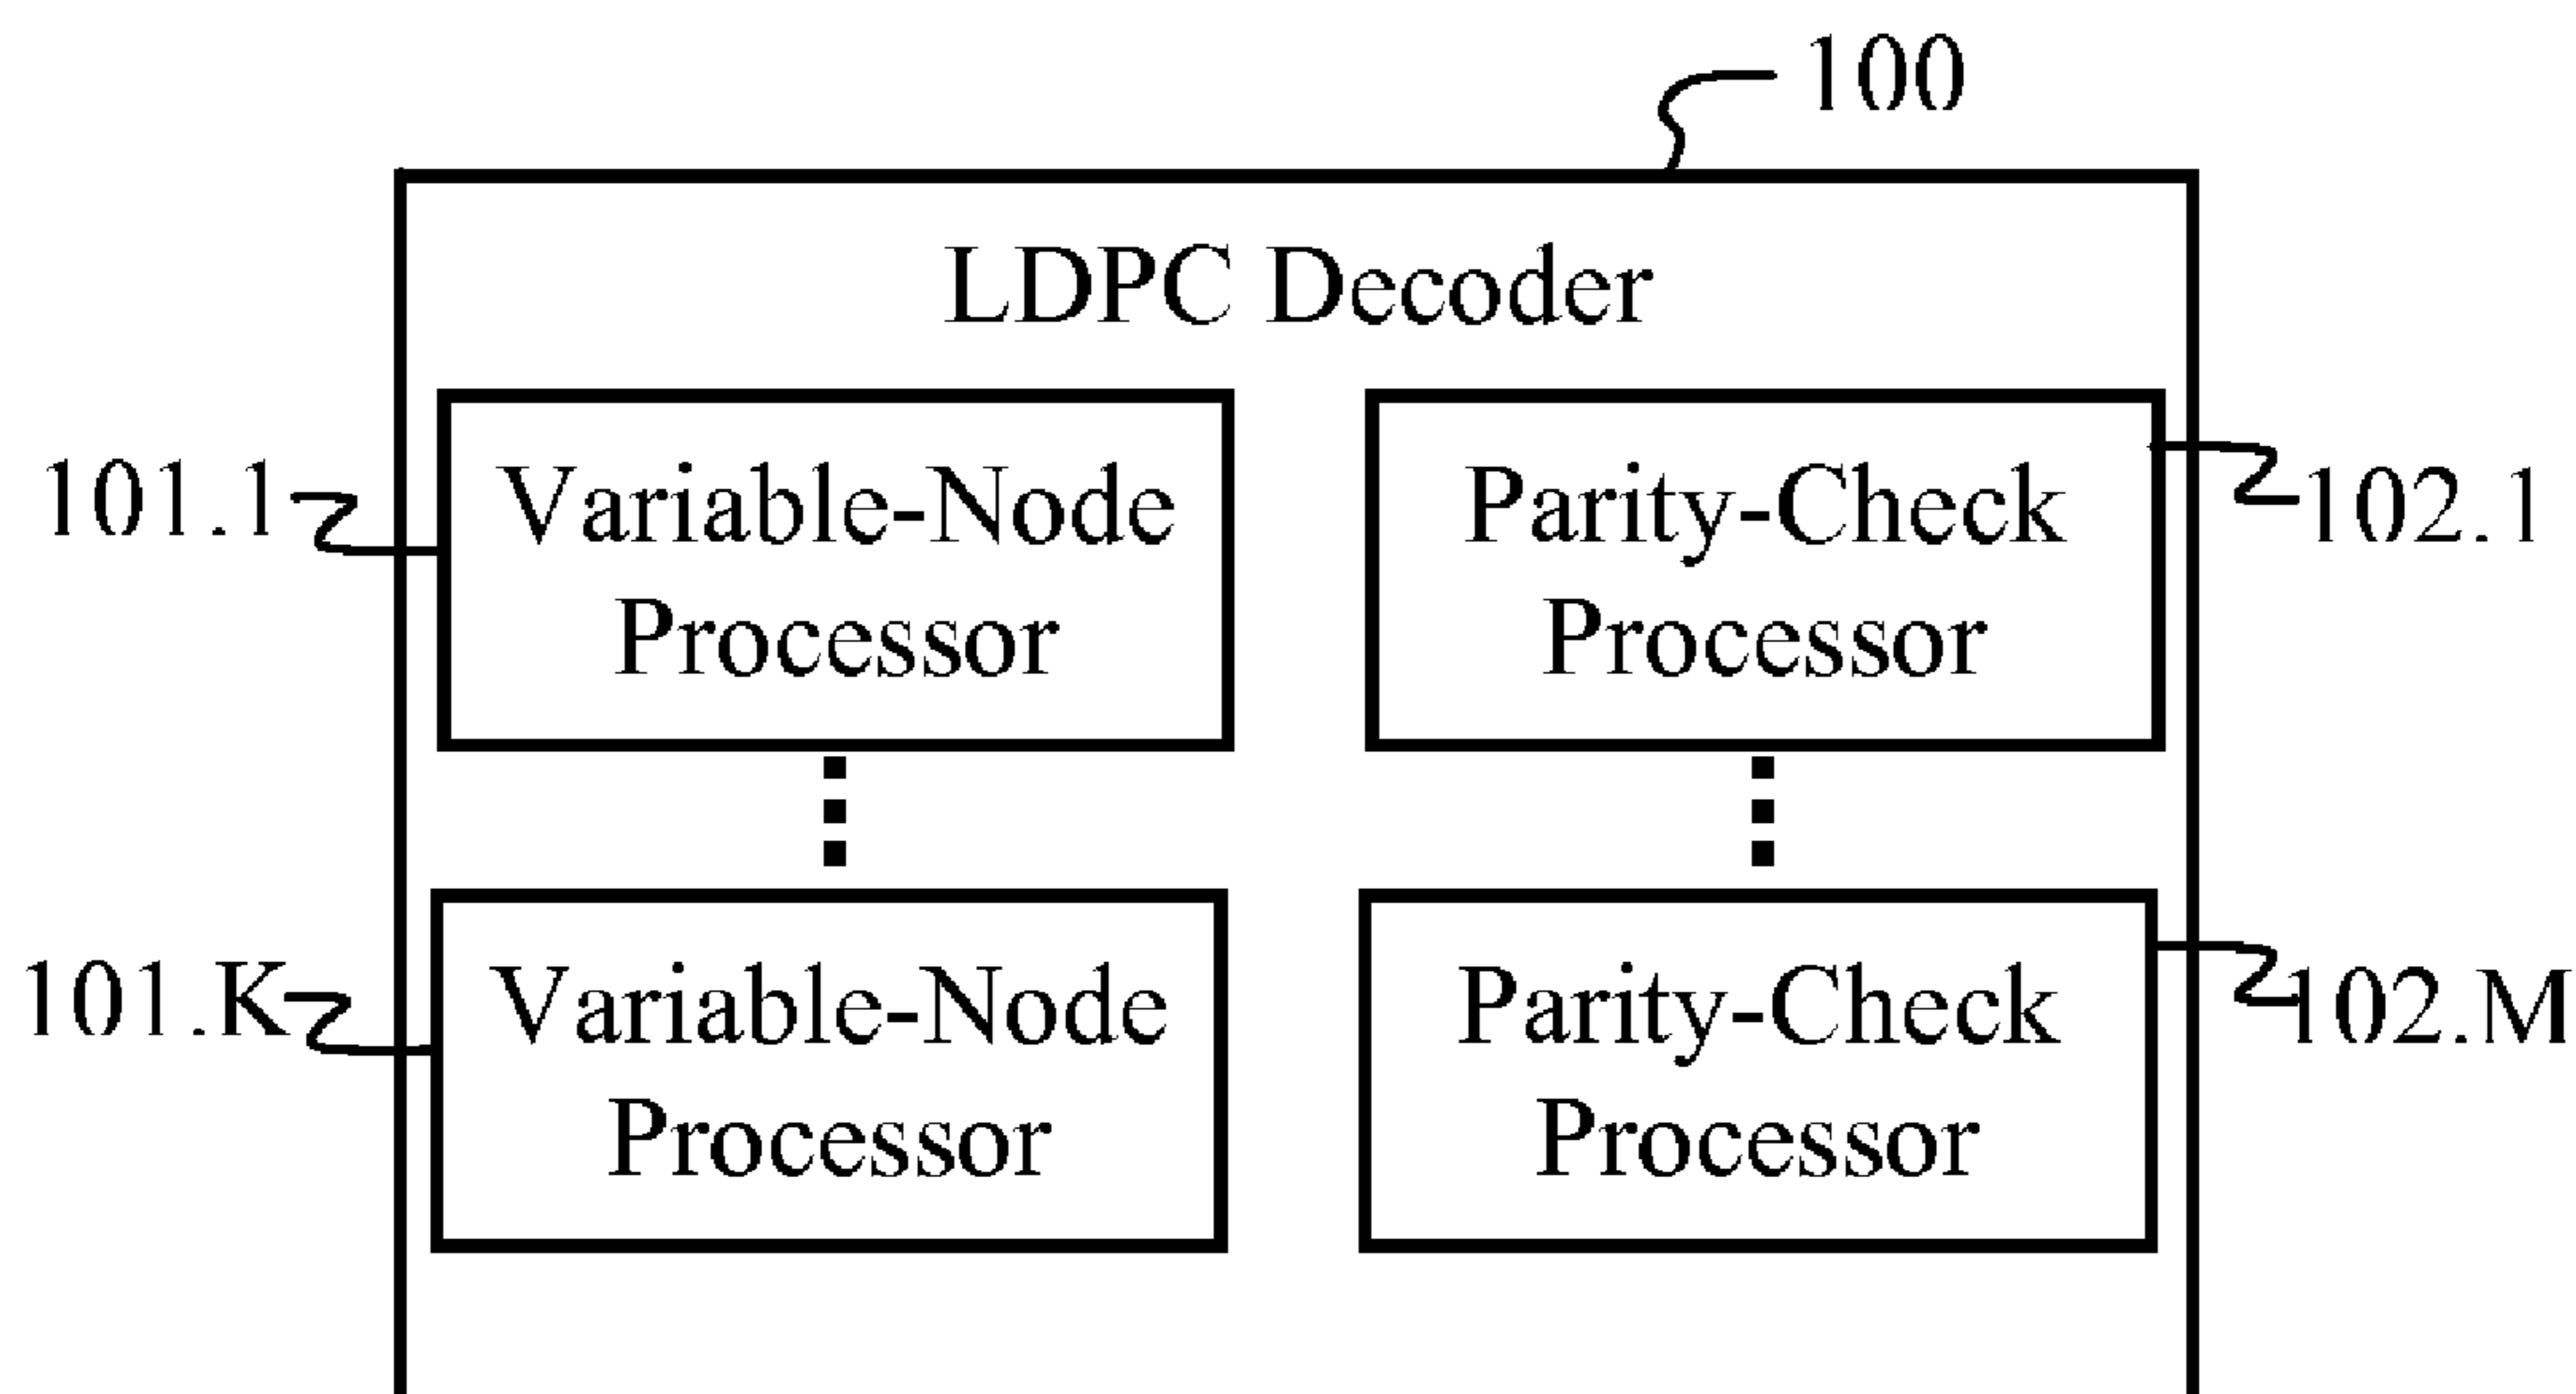 100
LDPC Decoder
101.1
Variable-Node
Processor
Parity-Check
Processor
102.1
101.K
Variable-Node
Processor
Parity-Check
Processor
102.M